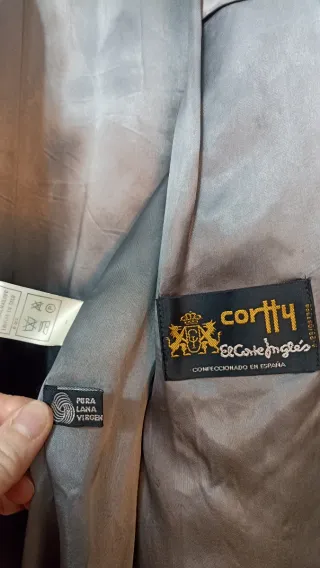 cortty
El Corte Inglés
CONFECCIONADO EN ESPAÑA
PURA
LANA
VIRGEN